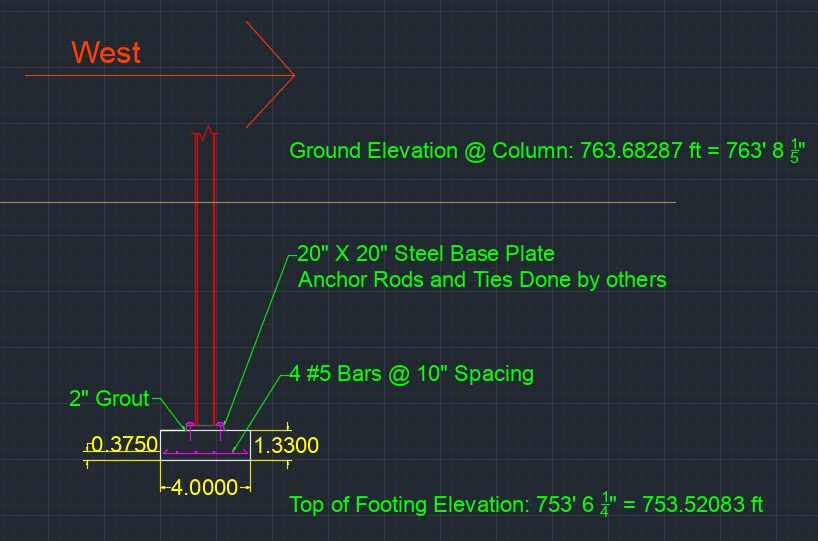 West
Ground Elevation @ Column: 763.68287 ft = 763' 8 1/5"
20" X 20" Steel Base Plate
Anchor Rods and Ties Done by others
4 #5 Bars @ 10" Spacing
2" Grout
0.3750
1.3300
4.0000
Top of Footing Elevation: 753' 6 1/4" = 753.52083 ft